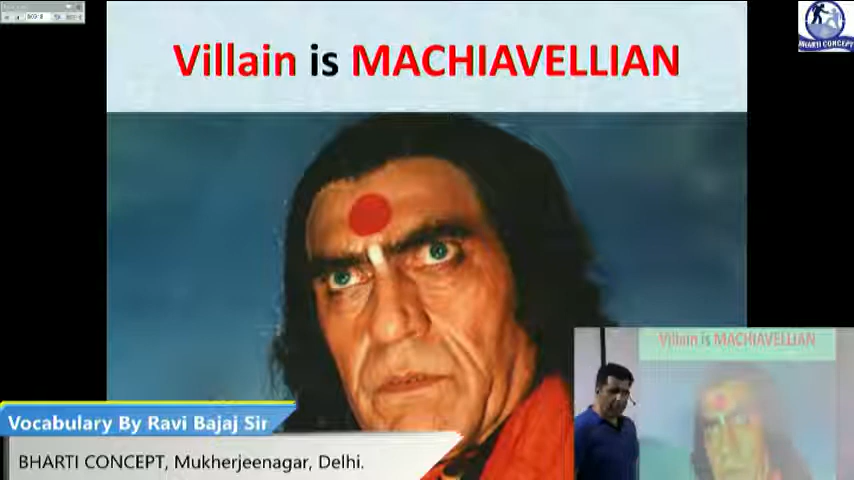 Villain is MACHIAVELLIAN
BHARTI CONCEPT
Villain is MACHIAVELLIAN
Vocabulary By Ravi Bajaj Sir
BHARTI CONCEPT, Mukherjeenagar, Delhi.